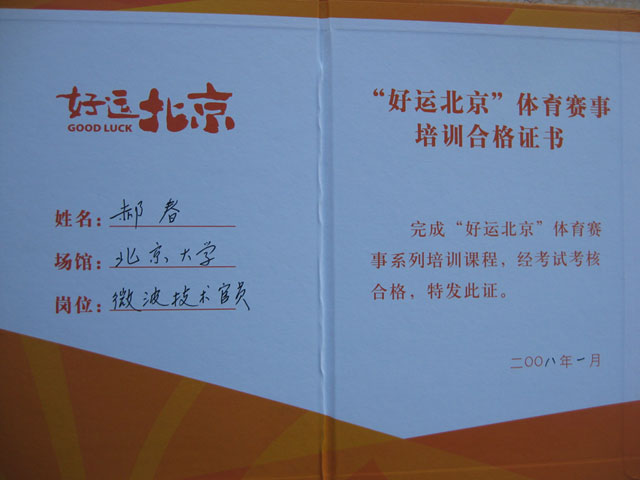 好运北京
GOOD LUCK
姓名：郝春
场馆：北京大学
岗位：微波技术官员
“好运北京”体育赛事
培训合格证书
完成“好运北京”体育赛
事系列培训课程，经考试考核
合格，特发此证。
二00八年一月